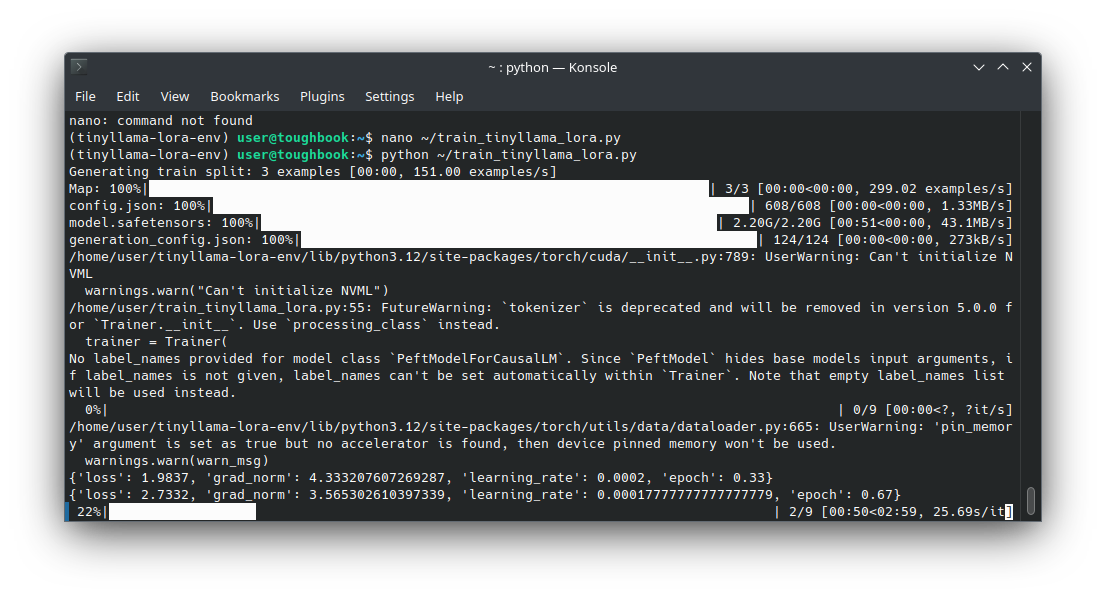 ~ : python — Konsole
File Edit View Bookmarks Plugins Settings Help
nano: command not found
(tinyllama-lora-env) user@toughbook:~$ nano ~/train_tinyllama_lora.py
(tinyllama-lora-env) user@toughbook:~$ python ~/train_tinyllama_lora.py
Generating train split: 3 examples [00:00, 151.00 examples/s]
Map: 100%| | 3/3 [00:00<00:00, 299.02 examples/s]
config.json: 100%| | 608/608 [00:00<00:00, 1.33MB/s]
model.safetensors: 100%| | 2.20G/2.20G [00:51<00:00, 43.1MB/s]
generation_config.json: 100%| | 124/124 [00:00<00:00, 273kB/s]
/home/user/tinyllama-lora-env/lib/python3.12/site-packages/torch/cuda/__init__.py:789: UserWarning: Can't initialize N
VML
  warnings.warn("Can't initialize NVML")
/home/user/train_tinyllama_lora.py:55: FutureWarning: `tokenizer` is deprecated and will be removed in version 5.0.0 f
or `Trainer.__init__`. Use `processing_class` instead.
  trainer = Trainer(
No label_names provided for model class `PeftModelForCausalLM`. Since `PeftModel` hides base models input arguments, i
f label_names is not given, label_names can't be set automatically within `Trainer`. Note that empty label_names list
will be used instead.
  0%| | 0/9 [00:00<?, ?it/s]
/home/user/tinyllama-lora-env/lib/python3.12/site-packages/torch/utils/data/dataloader.py:665: UserWarning: 'pin_memor
y' argument is set as true but no accelerator is found, then device pinned memory won't be used.
  warnings.warn(warn_msg)
{'loss': 1.9837, 'grad_norm': 4.333207607269287, 'learning_rate': 0.0002, 'epoch': 0.33}
{'loss': 2.7332, 'grad_norm': 3.565302610397339, 'learning_rate': 0.00017777777777777779, 'epoch': 0.67}
 22%| | 2/9 [00:50<02:59, 25.69s/it]